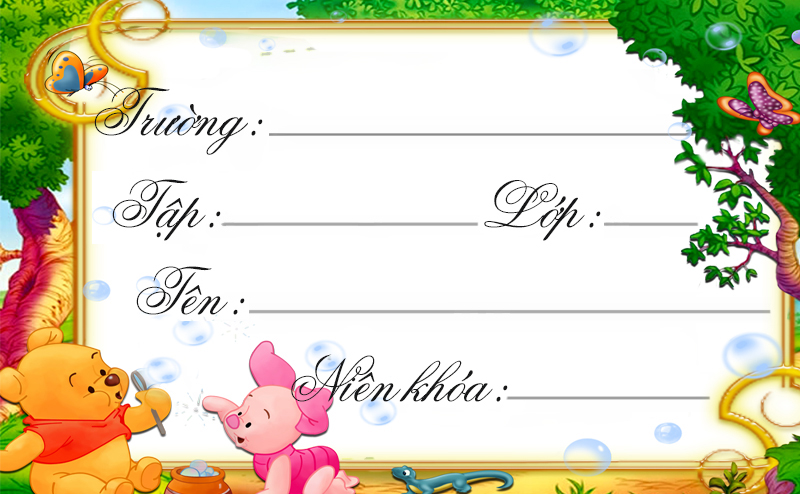 Trường :
Tập : Lớp :
Tên :
Niên khóa :